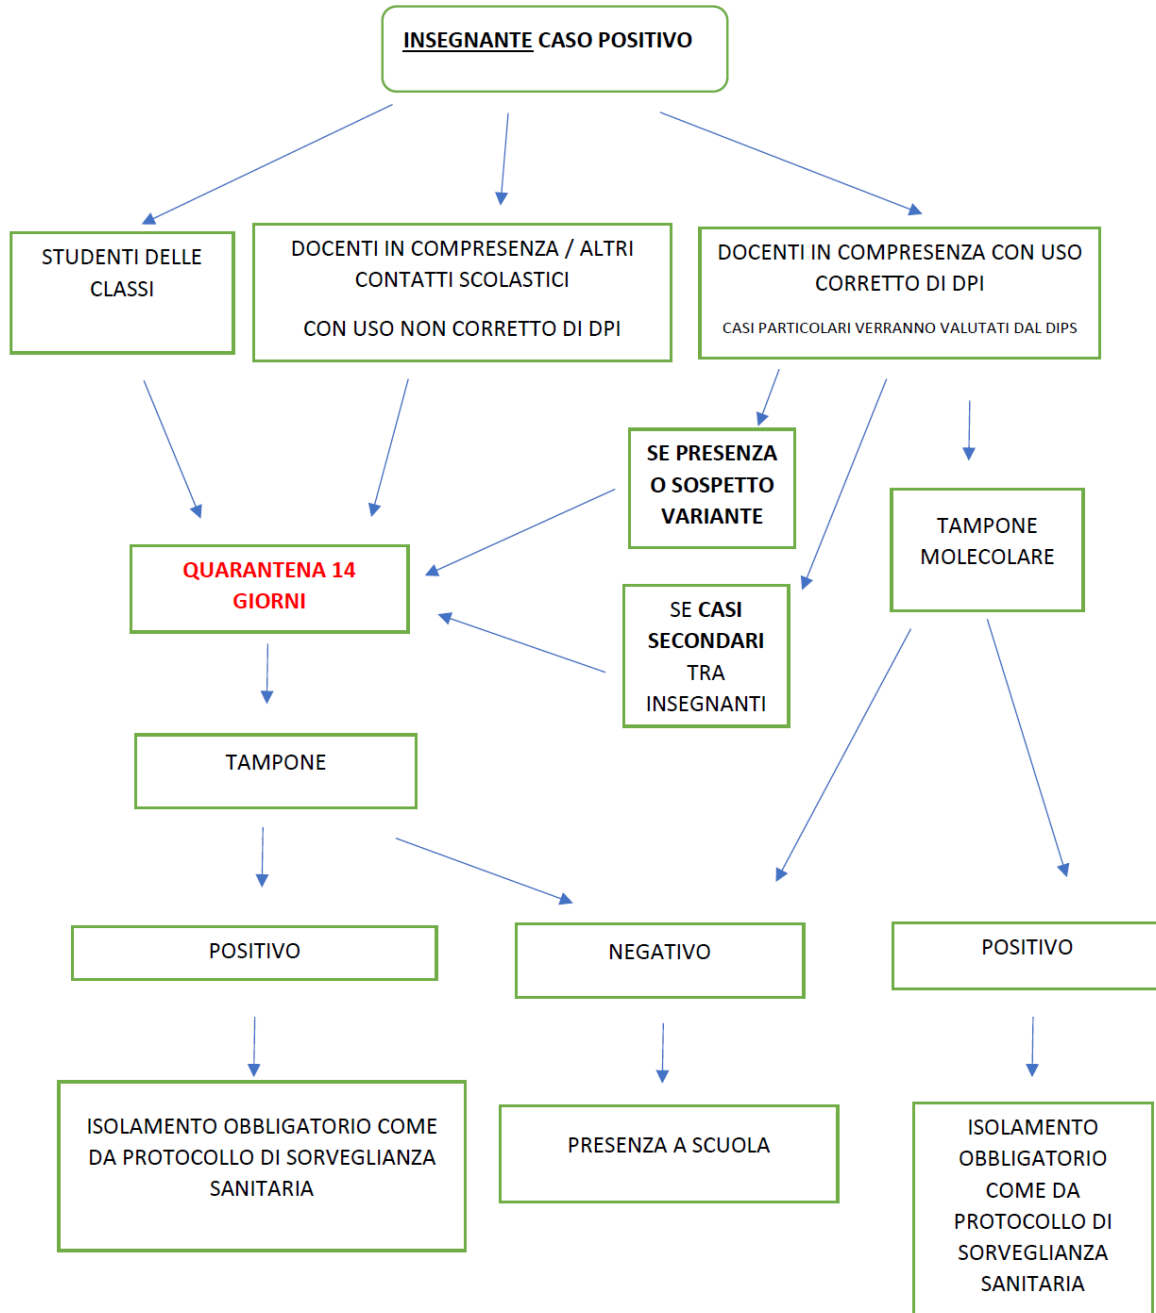 INSEGNANTE CASO POSITIVO
STUDENTI DELLE
CLASSI
DOCENTI IN COMPRESENZA / ALTRI
CONTATTI SCOLASTICI
CON USO NON CORRETTO DI DPI
DOCENTI IN COMPRESENZA CON USO
CORRETTO DI DPI
CASI PARTICOLARI VERRANNO VALUTATI DAL DIPS
SE PRESENZA
O SOSPETTO
VARIANTE
TAMPONE
MOLECOLARE
QUARANTENA 14
GIORNI
SE CASI
SECONDARI
TRA
INSEGNANTI
TAMPONE
POSITIVO
NEGATIVO
POSITIVO
ISOLAMENTO OBBLIGATORIO COME
DA PROTOCOLLO DI SORVEGLIANZA
SANITARIA
PRESENZA A SCUOLA
ISOLAMENTO
OBBLIGATORIO
COME DA
PROTOCOLLO DI
SORVEGLIANZA
SANITARIA